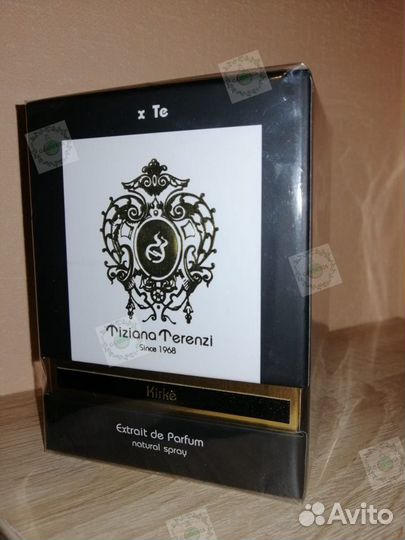 x Te
Tiziana Terenzi
Since 1968
Kirkè
Extrait de Parfum
natural spray
Avito